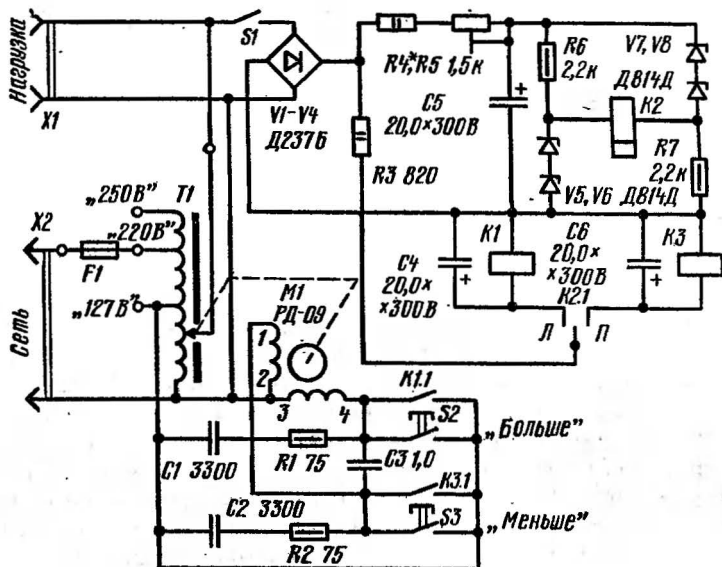 Нагрузка
X1
S1
V1-V4
Д237Б
R4,*R5 1,5к
C5
20,0×300В
R3 820
R6
2,2к
V7, V8
Д814Д
K2
R7
2,2к
V5, V6 Д814Д
X2
„250В"
T1
„220В"
F1
„127В"
Сеть
M1
РД-09
1
2
3
4
C4
20,0×
×300В
K1
C6
20,0×
×300В
K3
K2.1
Л
П
K1.1
S2
„Больше"
C1 3300
R1 75
C3 1,0
K3.1
C2 3300
S3
„Меньше"
R2 75